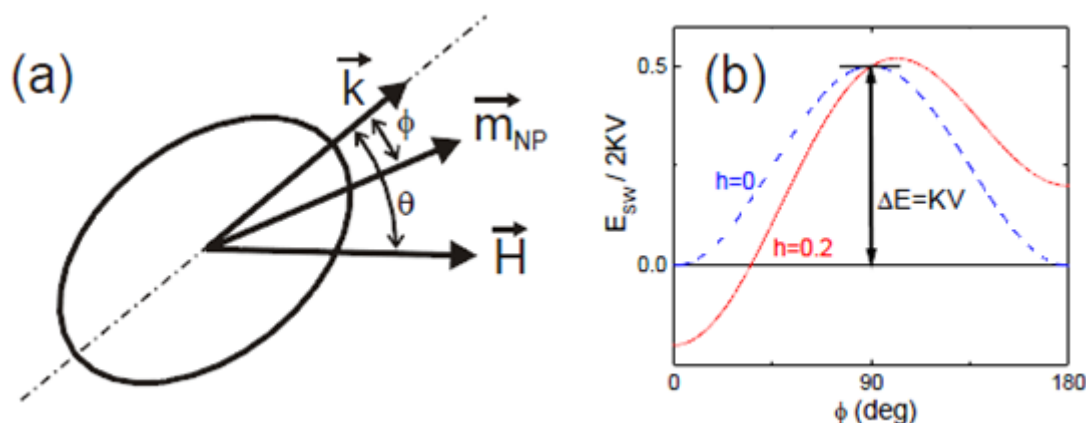 (a)
k
ϕ
m_NP
θ
H
(b)
E_sw / 2KV
0.5
0.0
h=0
h=0.2
ΔE=KV
0
90
180
ϕ (deg)